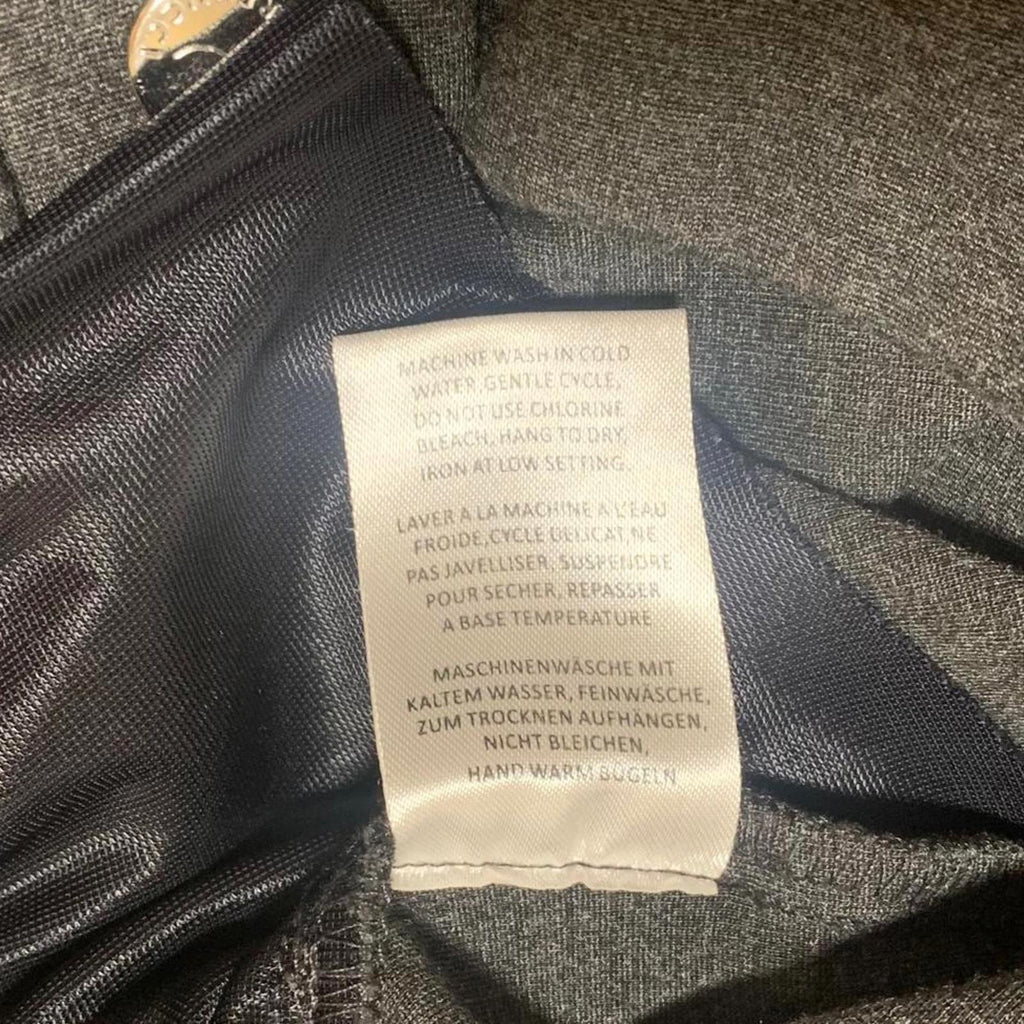 MACHINE WASH IN COLD
WATER GENTLE CYCLE,
DO NOT USE CHLORINE
BLEACH, HANG TO DRY,
IRON AT LOW SETTING.
LAVER A LA MACHINE A L'EAU
FROIDE,CYCLE DELICAT,NE
PAS JAVELLISER, SUSPENDRE
POUR SECHER, REPASSER
A BASE TEMPERATURE
MASCHINENWÄSCHE MIT
KALTEM WASSER, FEINWÄSCHE,
ZUM TROCKNEN AUFHÄNGEN,
NICHT BLEICHEN,
HAND WARM BÜGELN